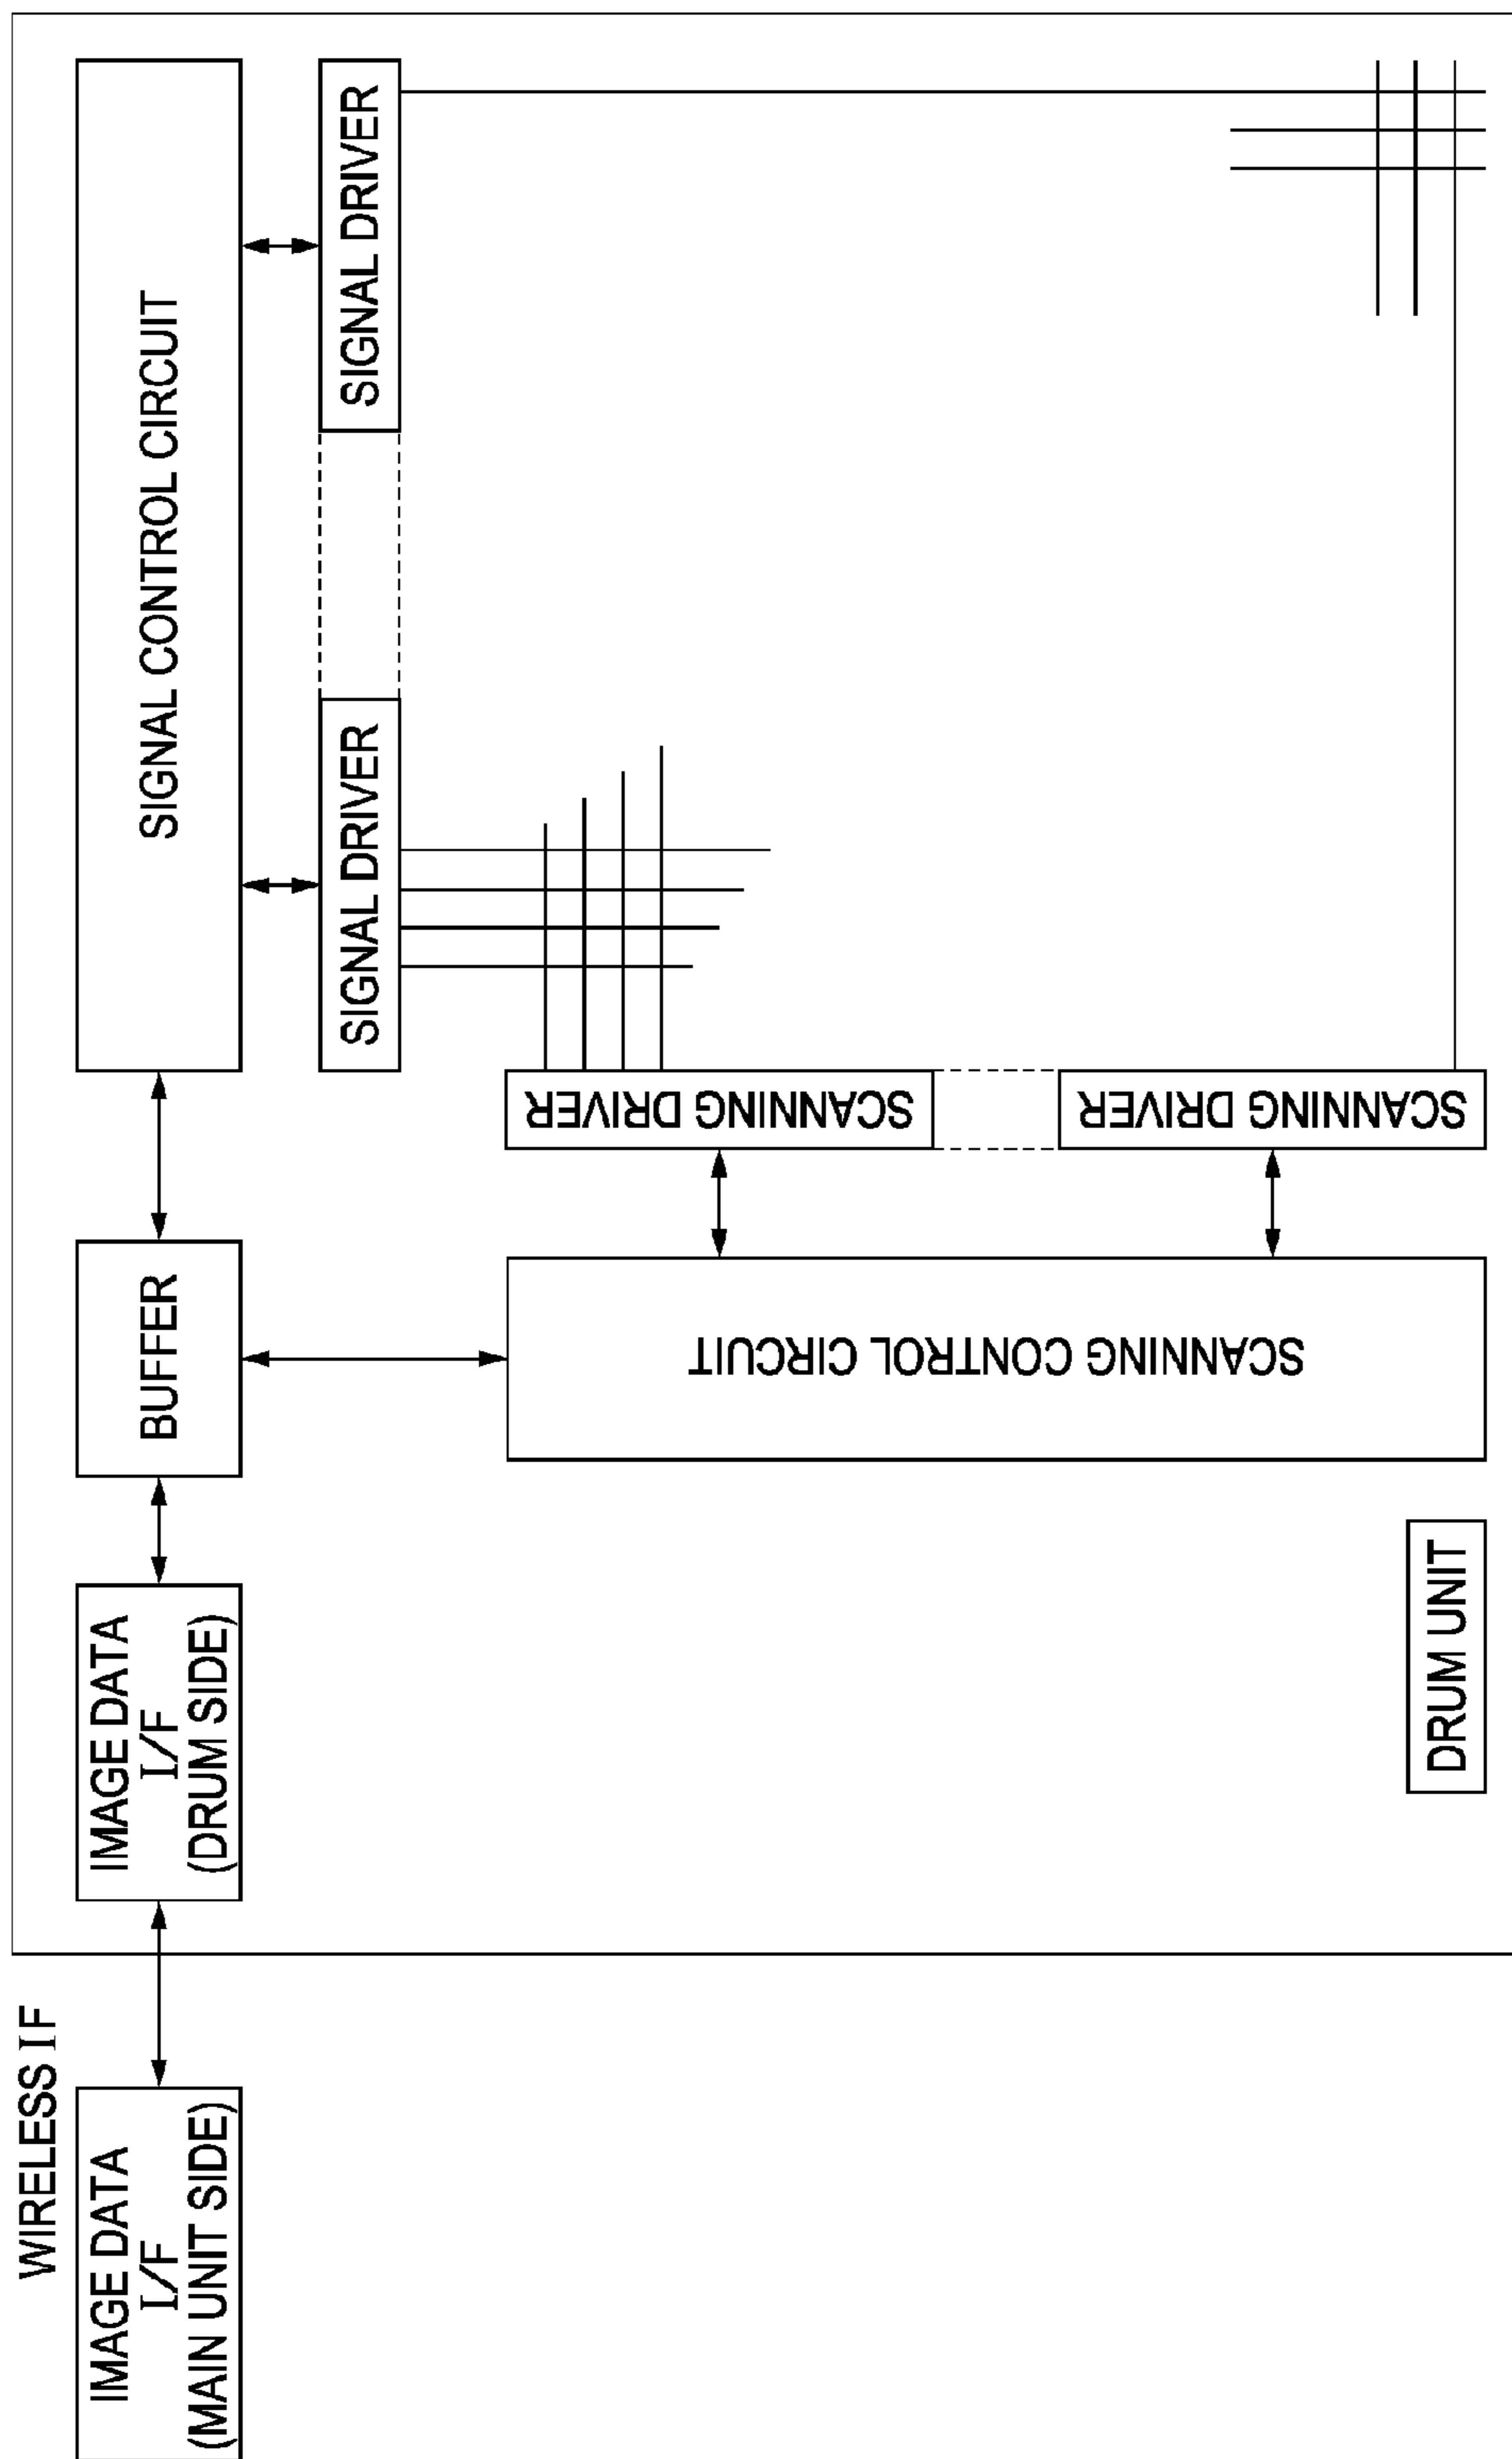 WIRELESS IF
IMAGE DATA
I/F
(MAIN UNIT SIDE)
IMAGE DATA
I/F
(DRUM SIDE)
BUFFER
SIGNAL CONTROL CIRCUIT
SIGNAL DRIVER
SIGNAL DRIVER
SCANNING DRIVER
SCANNING DRIVER
SCANNING CONTROL CIRCUIT
DRUM UNIT